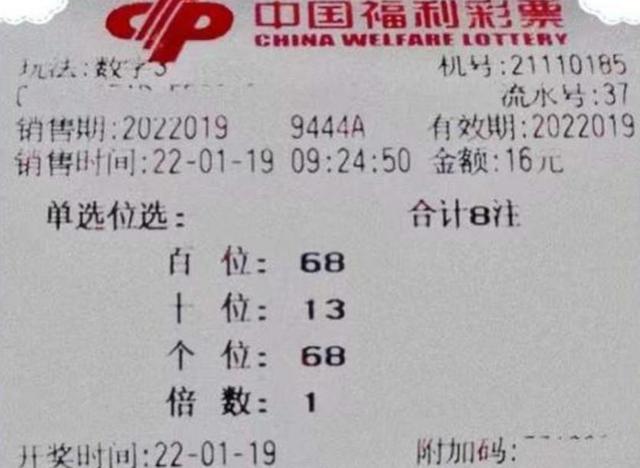 中国福利彩票
CHINA WELFARE LOTTERY
玩法:数字3 机号:21110185
流水号:37
销售期:2022019 9444A 有效期:2022019
销售时间:22-01-19 09:24:50 金额:16元
单选位选: 合计8注
百 位: 68
十 位: 13
个 位: 68
倍 数: 1
开奖时间:22-01-19 附加码: